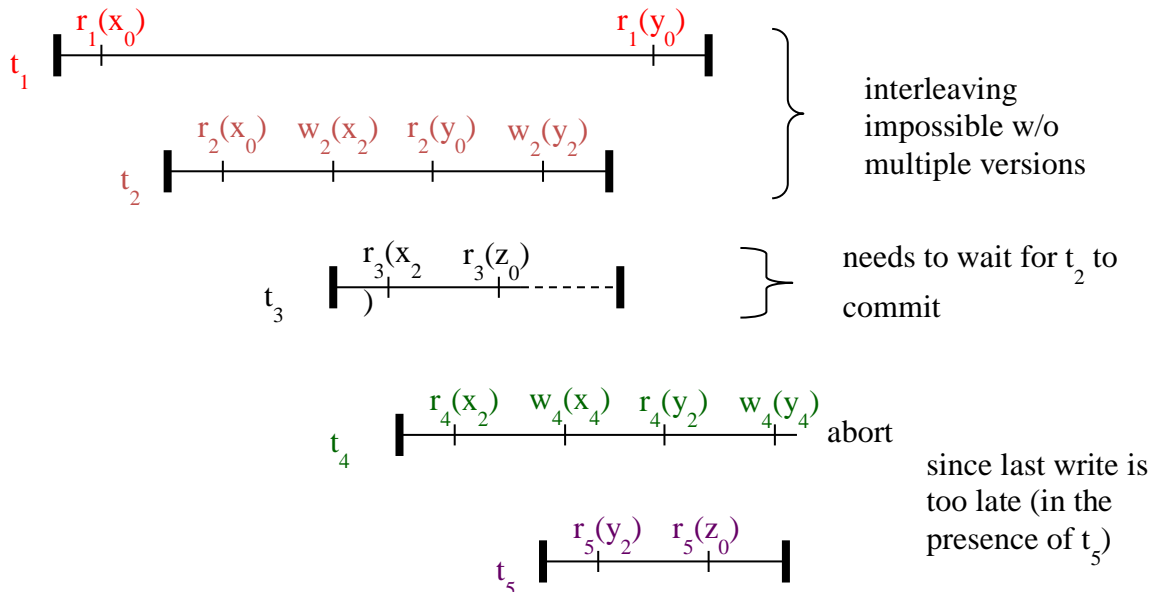 r₁(x₀) r₁(y₀)
t₁
interleaving
impossible w/o
multiple versions
r₂(x₀) w₂(x₂) r₂(y₀) w₂(y₂)
t₂
r₃(x₂ r₃(z₀)
)
t₃
needs to wait for t₂ to
commit
r₄(x₂) w₄(x₄) r₄(y₂) w₄(y₄)
t₄
abort
since last write is
too late (in the
presence of t₅)
r₅(y₂) r₅(z₀)
t₅